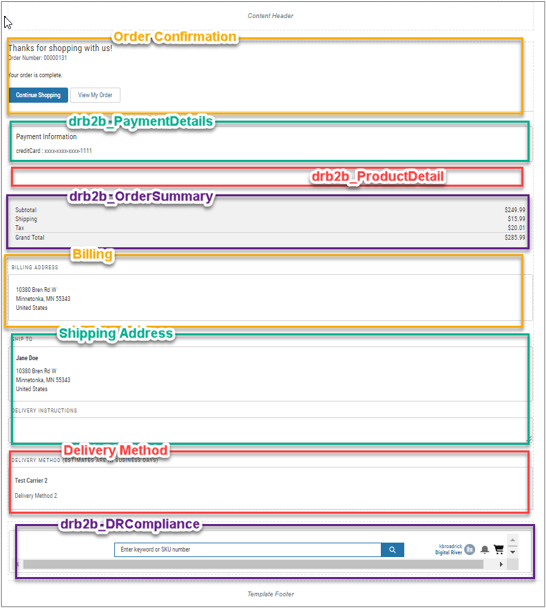 Content Header
Order Confirmation
Thanks for shopping with us!
Order Number: 00000131
Your order is complete.
Continue Shopping
View My Order
drb2b_PaymentDetails
Payment Information
creditCard : xxxx-xxxx-xxxx-1111
drb2b_ProductDetail
drb2b_OrderSummary
Subtotal $249.99
Shipping $15.99
Tax $20.01
Grand Total $285.99
Billing
BILLING ADDRESS
10380 Bren Rd W
Minnetonka, MN 55343
United States
Shipping Address
SHIP TO
Jane Doe
10380 Bren Rd W
Minnetonka, MN 55343
United States
DELIVERY INSTRUCTIONS
Delivery Method
DELIVERY METHOD (ESTIMATES ARE IN BUSINESS DAYS)
Test Carrier 2
Delivery Method 2
drb2b_DRCompliance
Enter keyword or SKU number
kbroadrick
Digital River
Template Footer